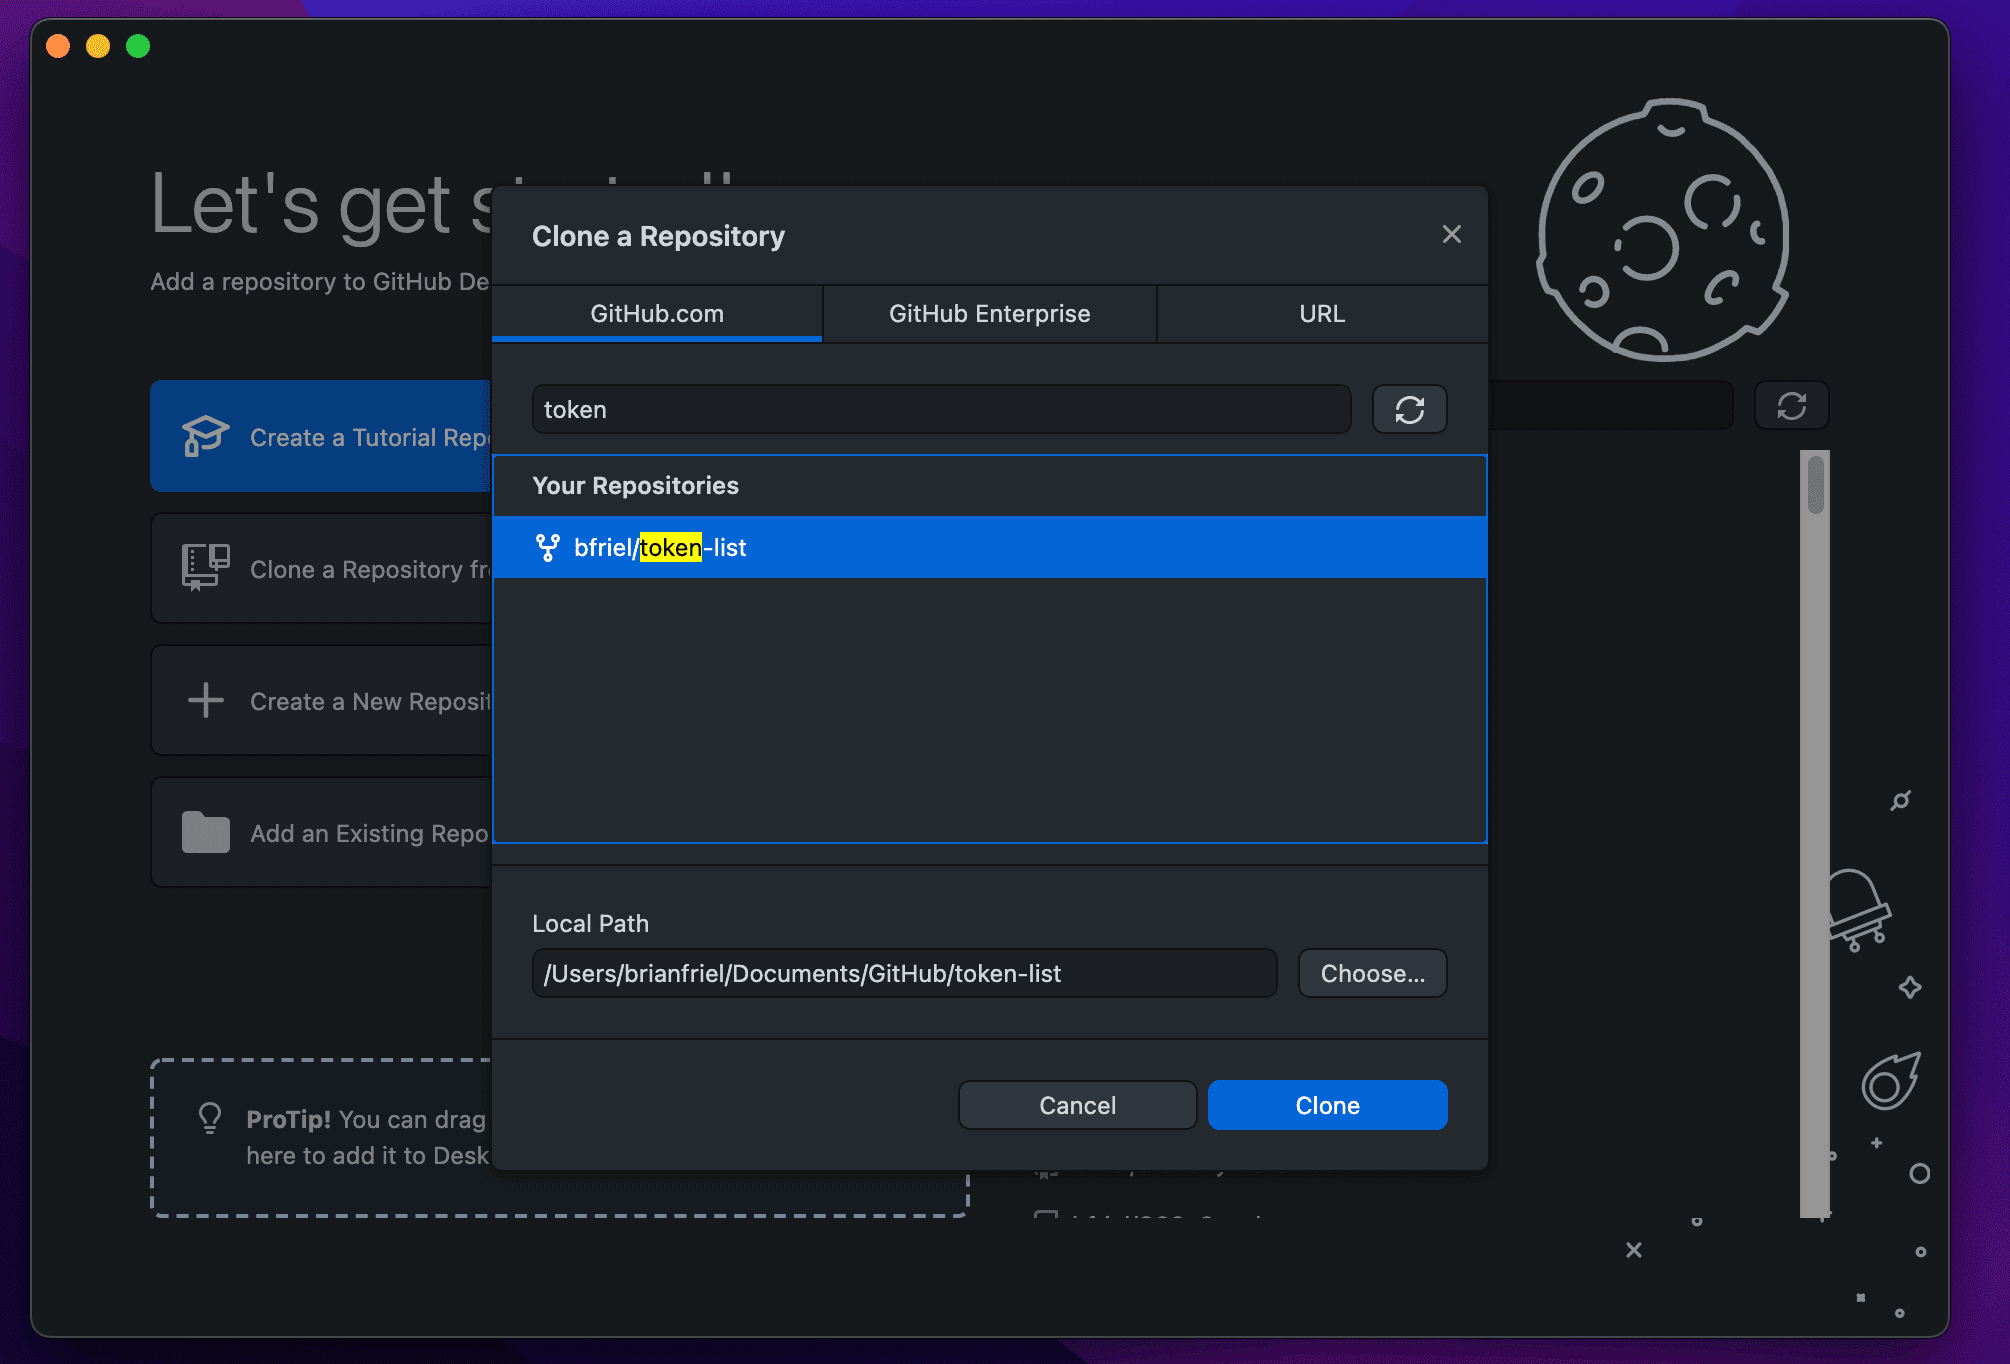 Let's get
Add a repository to GitHub De
Create a Tutorial Rep
Clone a Repository fr
Create a New Reposit
Add an Existing Repo
ProTip! You can drag
here to add it to Desk
Clone a Repository
GitHub.com
GitHub Enterprise
URL
token
Your Repositories
bfriel/token-list
Local Path
/Users/brianfriel/Documents/GitHub/token-list
Choose...
Cancel
Clone